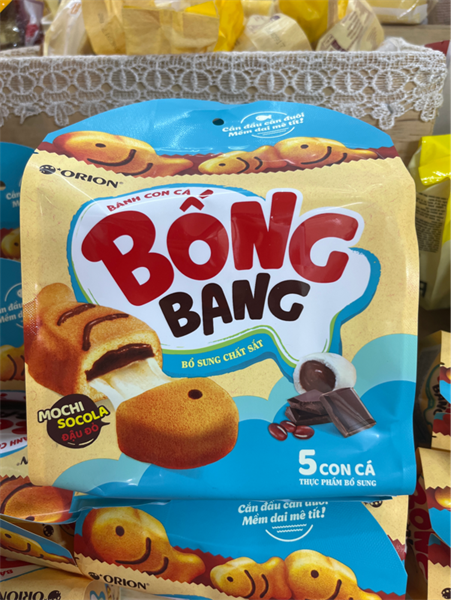 Cắn đầu cắn đuôi
Mềm dai mê tít!
ORION®
BÁNH CON CÁ
BỐNG
BANG
BỔ SUNG CHẤT SẮT
MOCHI
SOCOLA
ĐẬU ĐỎ
5 CON CÁ
THỰC PHẨM BỔ SUNG
Cắn đầu cắn đuôi
Mềm dai mê tít!
ORION